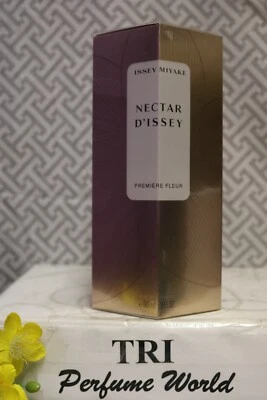 ISSEY MIYAKE
NECTAR
D'ISSEY
PREMIÈRE FLEUR
TRI
Perfume World